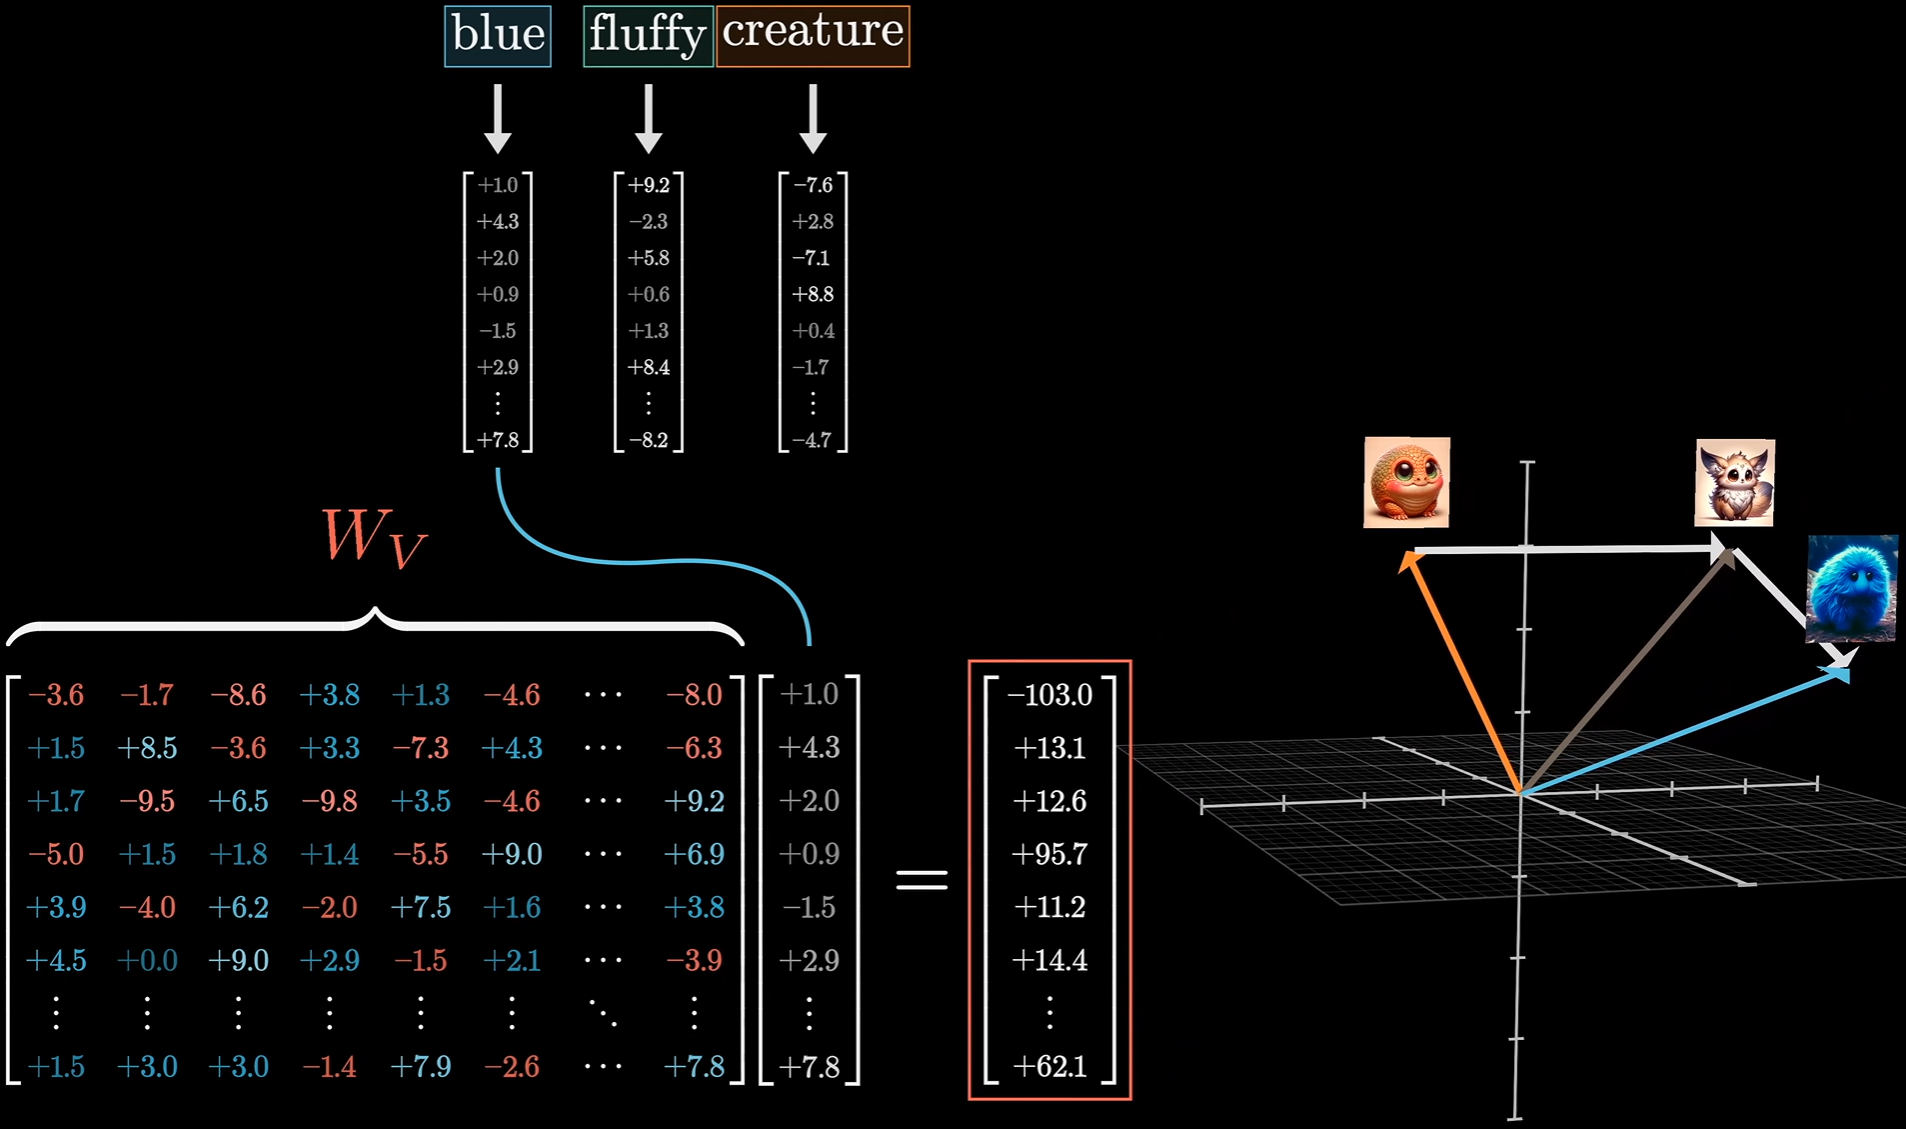 blue fluffy creature
+1.0 +9.2 −7.6
+4.3 −2.3 +2.8
+2.0 +5.8 −7.1
+0.9 +0.6 +8.8
−1.5 +1.3 +0.4
+2.9 +8.4 −1.7
⋮ ⋮ ⋮
+7.8 −8.2 −4.7
W_V
−3.6 −1.7 −8.6 +3.8 +1.3 −4.6 ⋯ −8.0 +1.0 −103.0
+1.5 +8.5 −3.6 +3.3 −7.3 +4.3 ⋯ −6.3 +4.3 +13.1
+1.7 −9.5 +6.5 −9.8 +3.5 −4.6 ⋯ +9.2 +2.0 +12.6
−5.0 +1.5 +1.8 +1.4 −5.5 +9.0 ⋯ +6.9 +0.9 = +95.7
+3.9 −4.0 +6.2 −2.0 +7.5 +1.6 ⋯ +3.8 −1.5 +11.2
+4.5 +0.0 +9.0 +2.9 −1.5 +2.1 ⋯ −3.9 +2.9 +14.4
⋮ ⋮ ⋮ ⋮ ⋮ ⋮ ⋱ ⋮ ⋮ ⋮
+1.5 +3.0 +3.0 −1.4 +7.9 −2.6 ⋯ +7.8 +7.8 +62.1